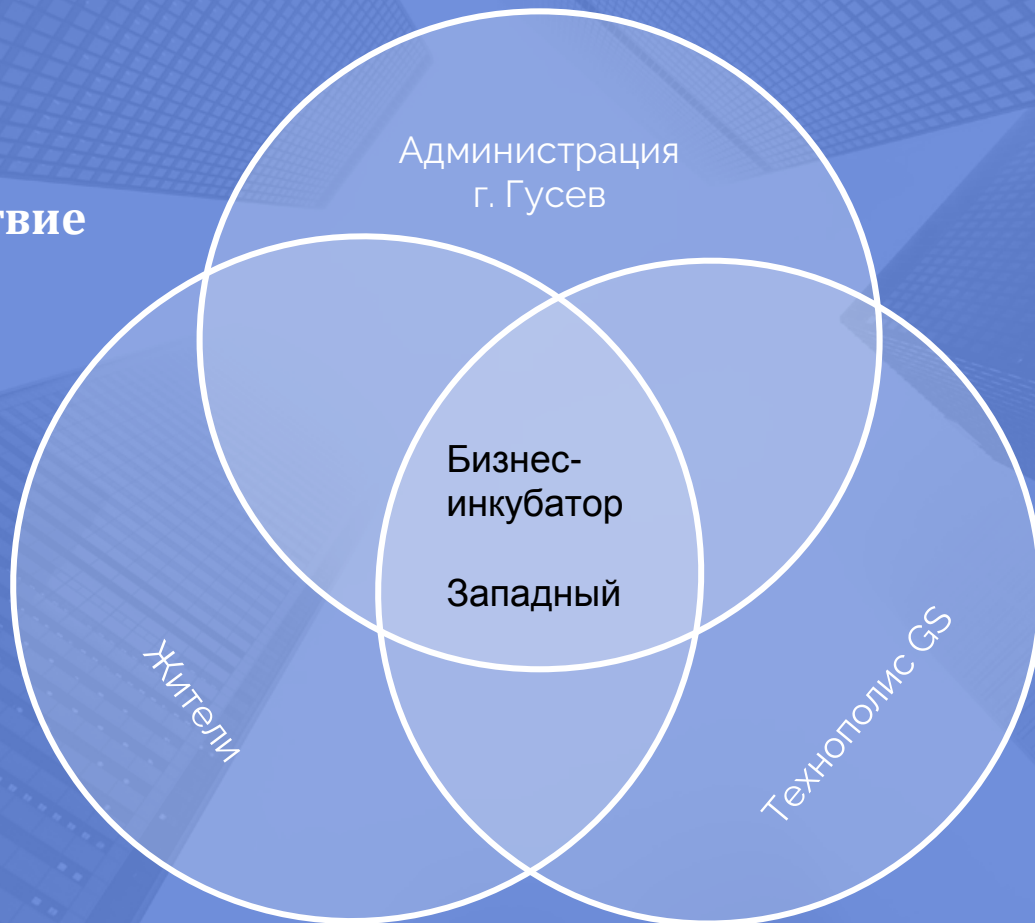 Администрация
г. Гусев
твие
Бизнес-
инкубатор
Западный
Жители
Технополис GS